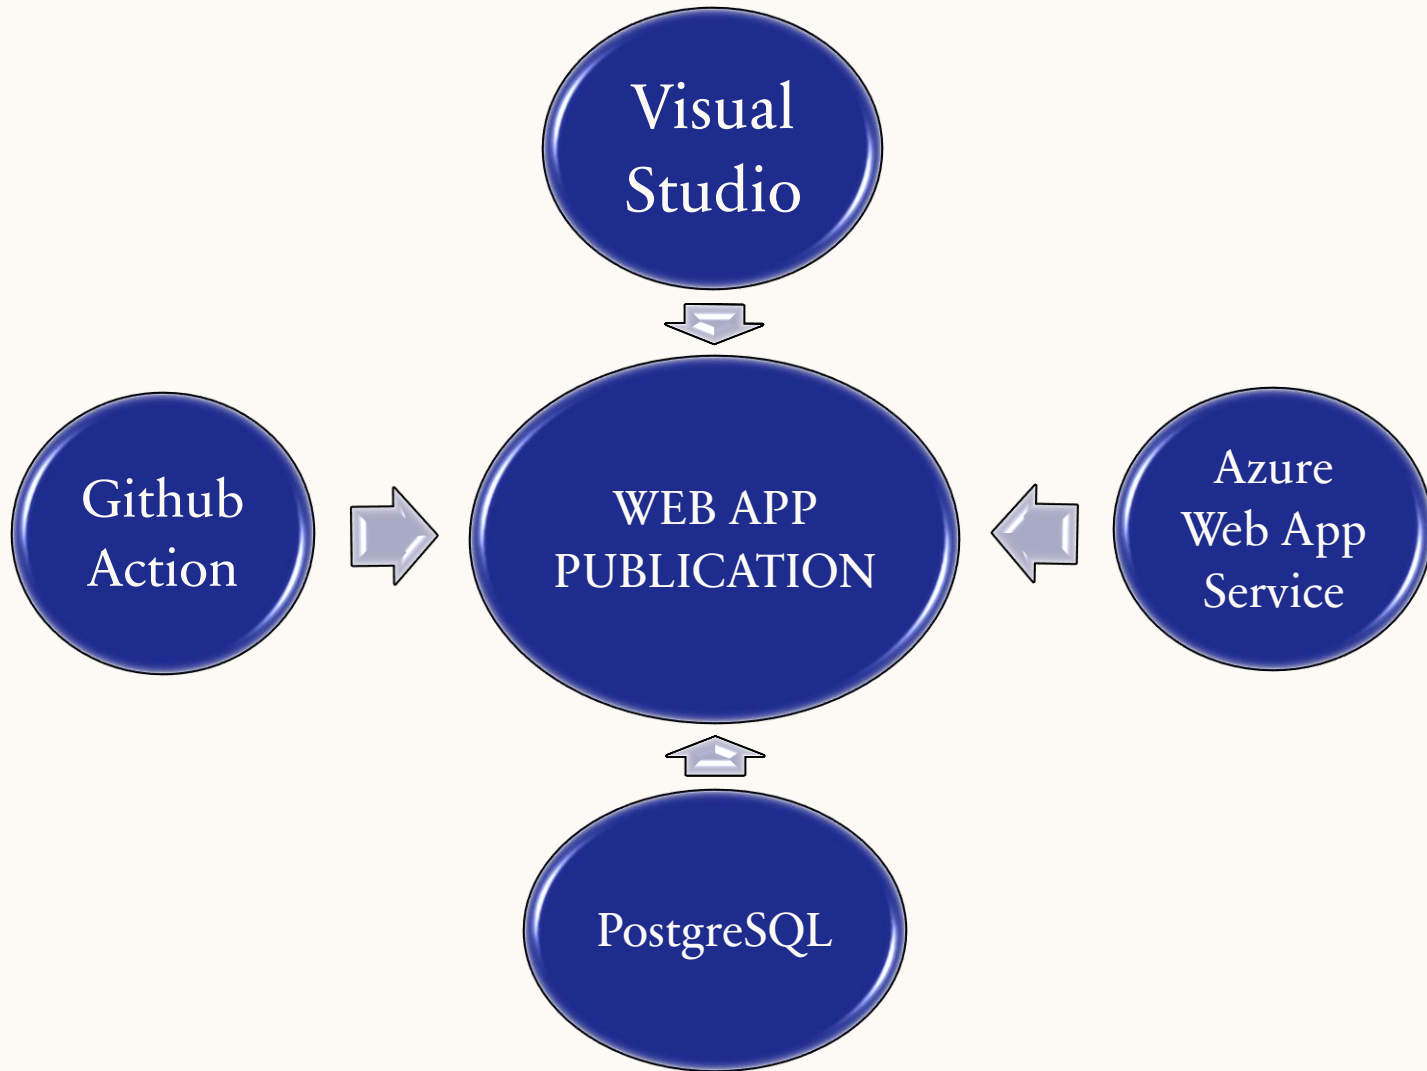 Visual
Studio
Github
Action
WEB APP
PUBLICATION
Azure
Web App
Service
PostgreSQL